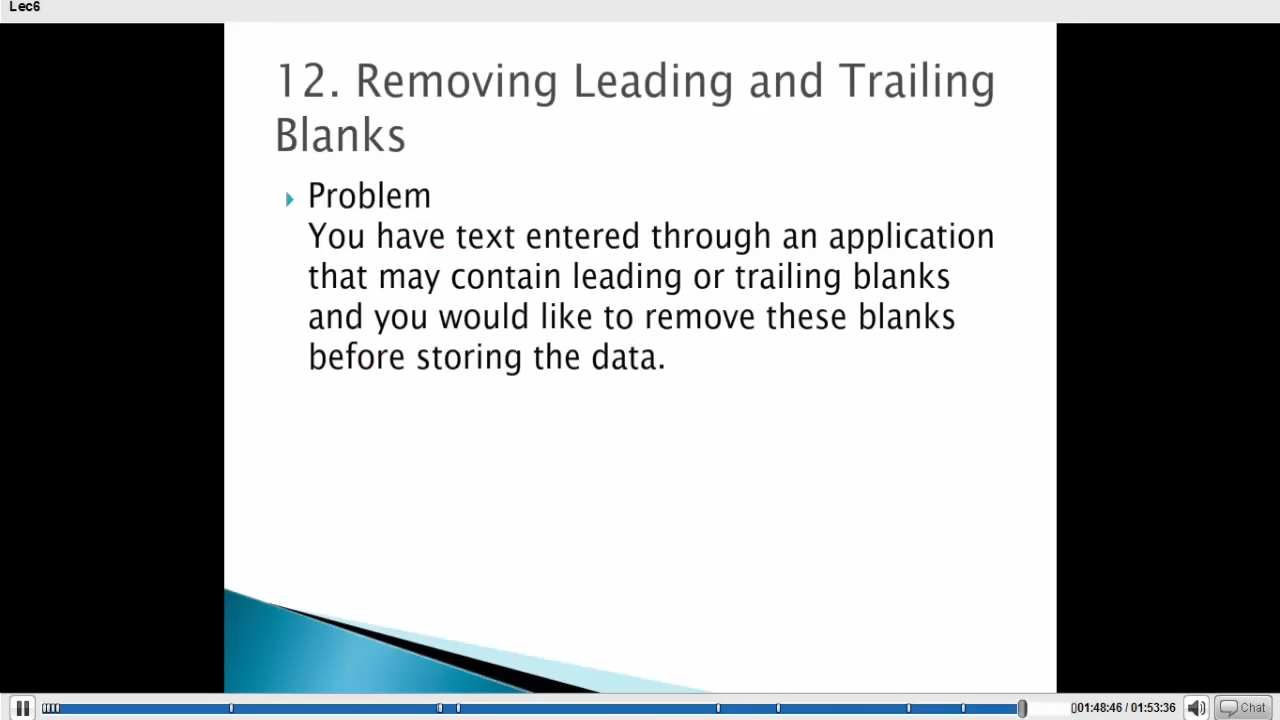 Lec6
12. Removing Leading and Trailing
Blanks
Problem
You have text entered through an application
that may contain leading or trailing blanks
and you would like to remove these blanks
before storing the data.
01:48:46 / 01:53:36
Chat